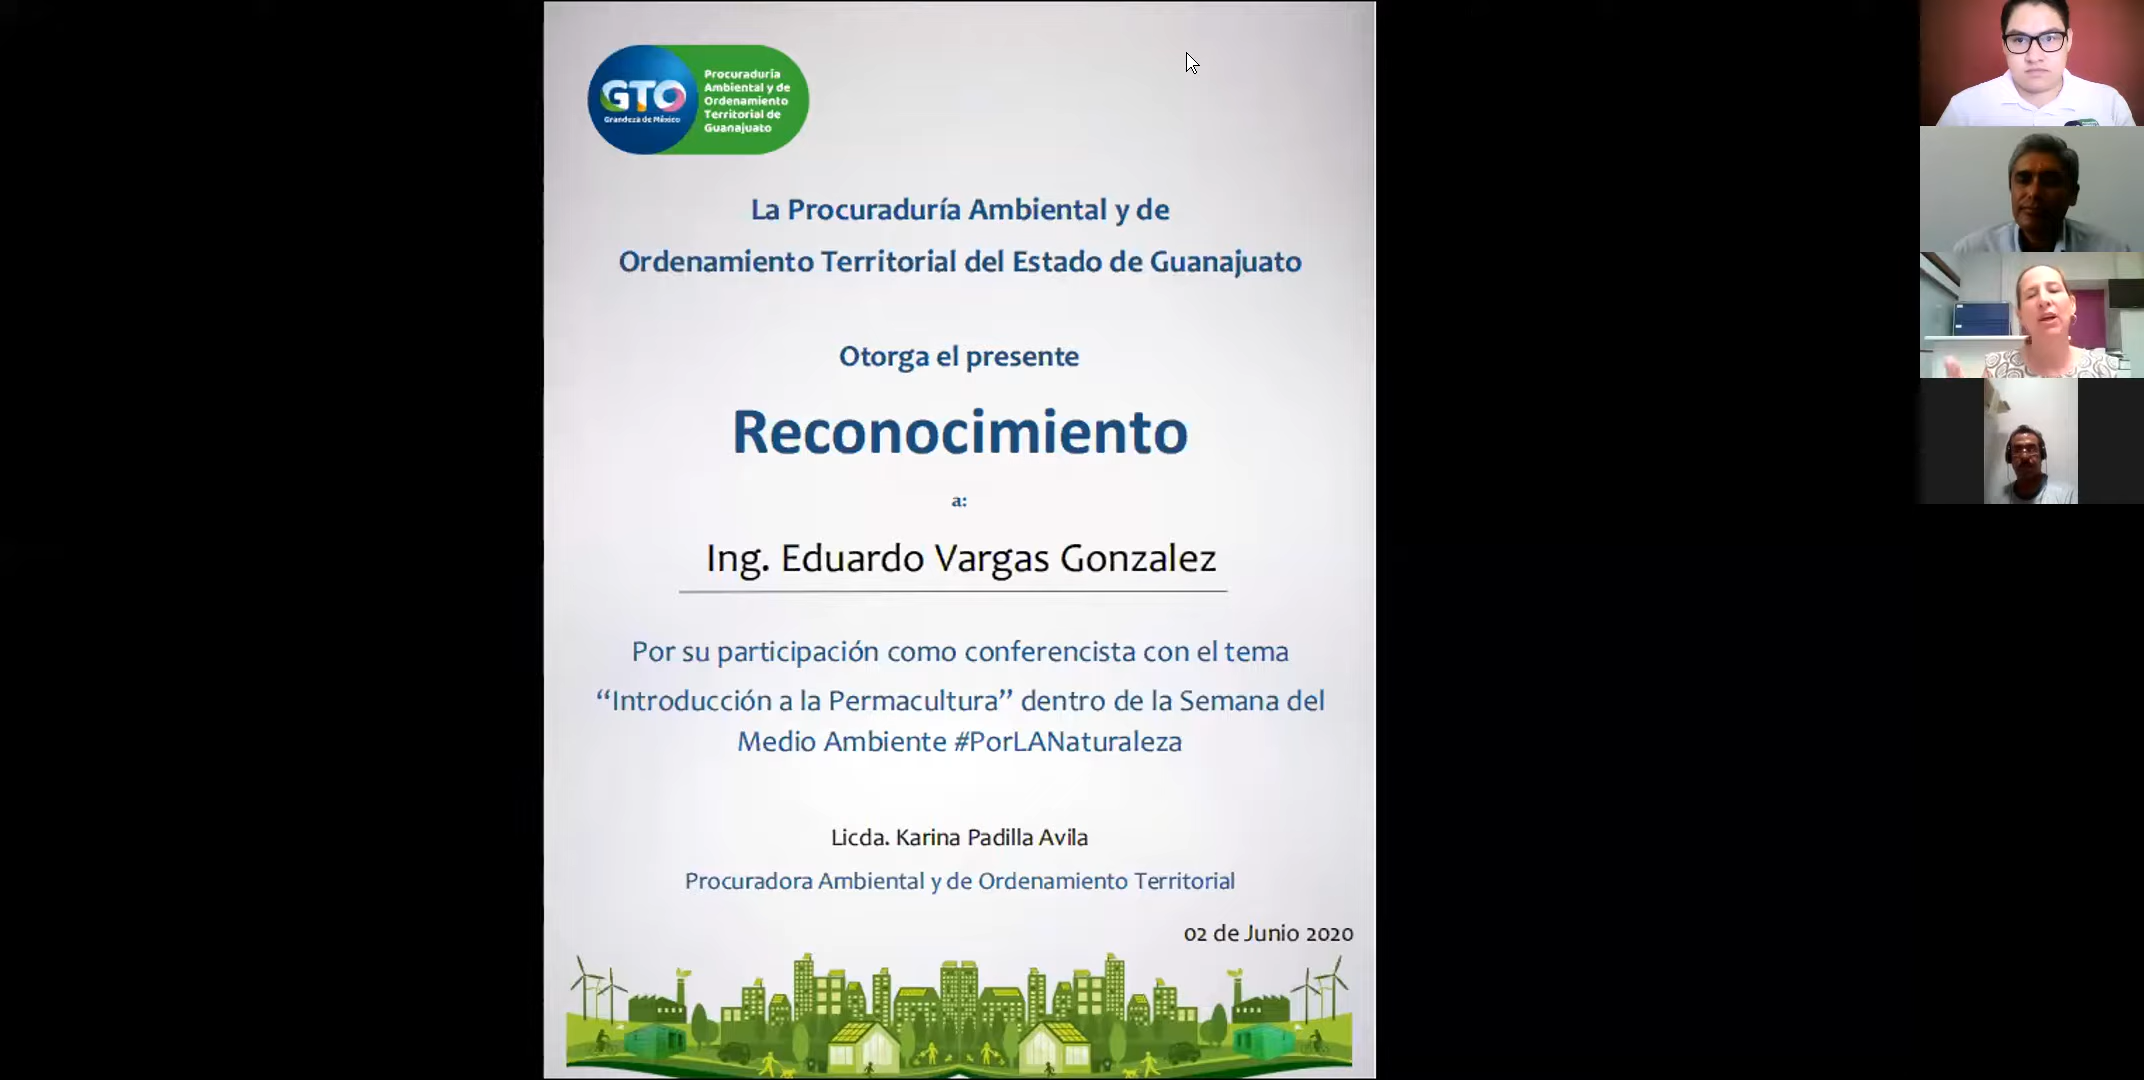 GTO
Grandeza de México
Procuraduría
Ambiental y de
Ordenamiento
Territorial de
Guanajuato
La Procuraduría Ambiental y de
Ordenamiento Territorial del Estado de Guanajuato
Otorga el presente
Reconocimiento
a:
Ing. Eduardo Vargas Gonzalez
Por su participación como conferencista con el tema
“Introducción a la Permacultura” dentro de la Semana del
Medio Ambiente #PorLANaturaleza
Licda. Karina Padilla Avila
Procuradora Ambiental y de Ordenamiento Territorial
02 de Junio 2020